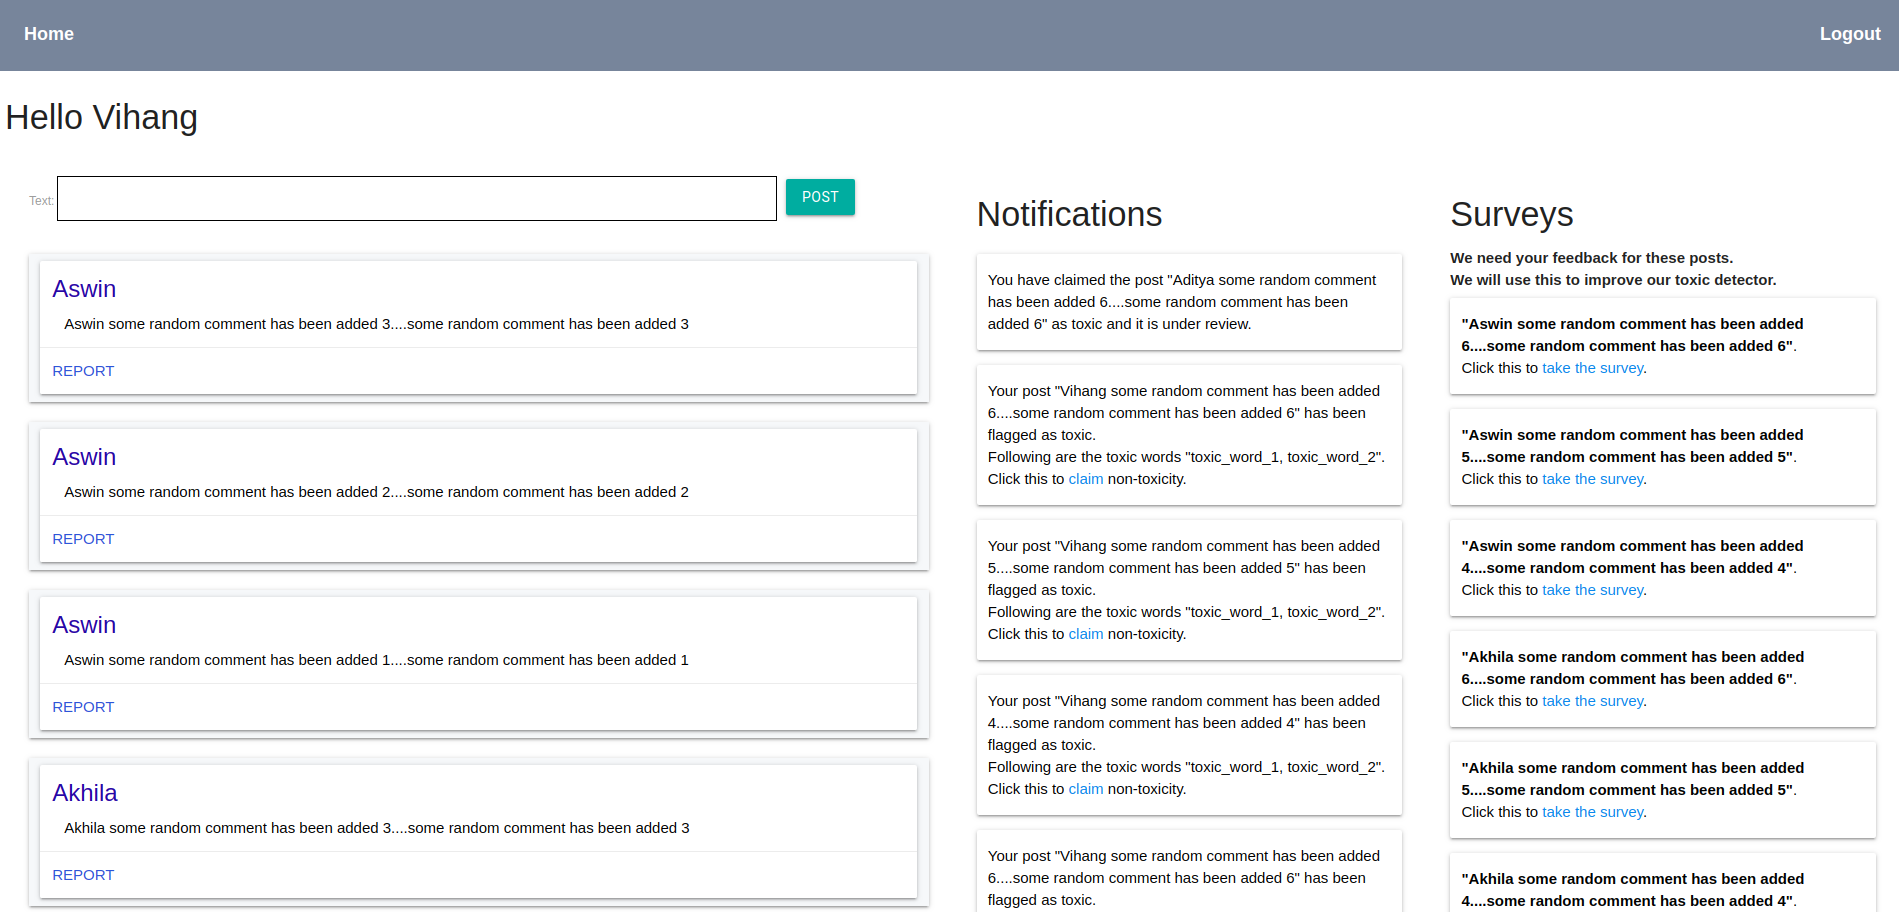 Home
Logout
Hello Vihang
Text:
POST
Aswin
Aswin some random comment has been added 3....some random comment has been added 3
REPORT
Aswin
Aswin some random comment has been added 2....some random comment has been added 2
REPORT
Aswin
Aswin some random comment has been added 1....some random comment has been added 1
REPORT
Akhila
Akhila some random comment has been added 3....some random comment has been added 3
REPORT
Notifications
You have claimed the post "Aditya some random comment
has been added 6....some random comment has been
added 6" as toxic and it is under review.
Your post "Vihang some random comment has been added
6....some random comment has been added 6" has been
flagged as toxic.
Following are the toxic words "toxic_word_1, toxic_word_2".
Click this to claim non-toxicity.
Your post "Vihang some random comment has been added
5....some random comment has been added 5" has been
flagged as toxic.
Following are the toxic words "toxic_word_1, toxic_word_2".
Click this to claim non-toxicity.
Your post "Vihang some random comment has been added
4....some random comment has been added 4" has been
flagged as toxic.
Following are the toxic words "toxic_word_1, toxic_word_2".
Click this to claim non-toxicity.
Your post "Vihang some random comment has been added
6....some random comment has been added 6" has been
flagged as toxic.
Surveys
We need your feedback for these posts.
We will use this to improve our toxic detector.
"Aswin some random comment has been added
6....some random comment has been added 6".
Click this to take the survey.
"Aswin some random comment has been added
5....some random comment has been added 5".
Click this to take the survey.
"Aswin some random comment has been added
4....some random comment has been added 4".
Click this to take the survey.
"Akhila some random comment has been added
6....some random comment has been added 6".
Click this to take the survey.
"Akhila some random comment has been added
5....some random comment has been added 5".
Click this to take the survey.
"Akhila some random comment has been added
4....some random comment has been added 4".